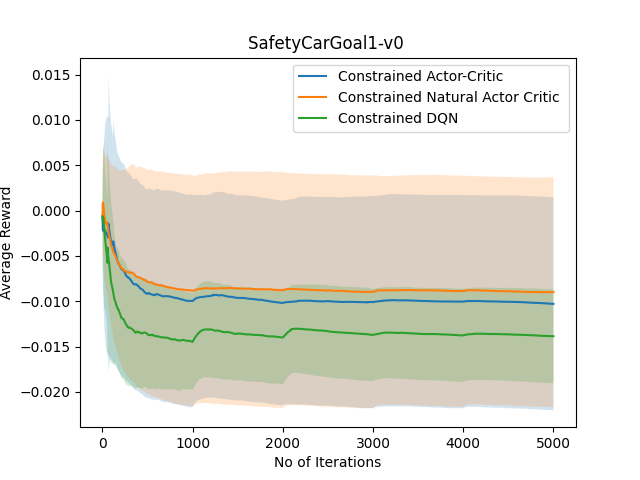 SafetyCarGoal1-v0
Constrained Actor-Critic
Constrained Natural Actor Critic
Constrained DQN
0.015
0.010
0.005
0.000
−0.005
−0.010
−0.015
−0.020
Average Reward
0 1000 2000 3000 4000 5000
No of Iterations